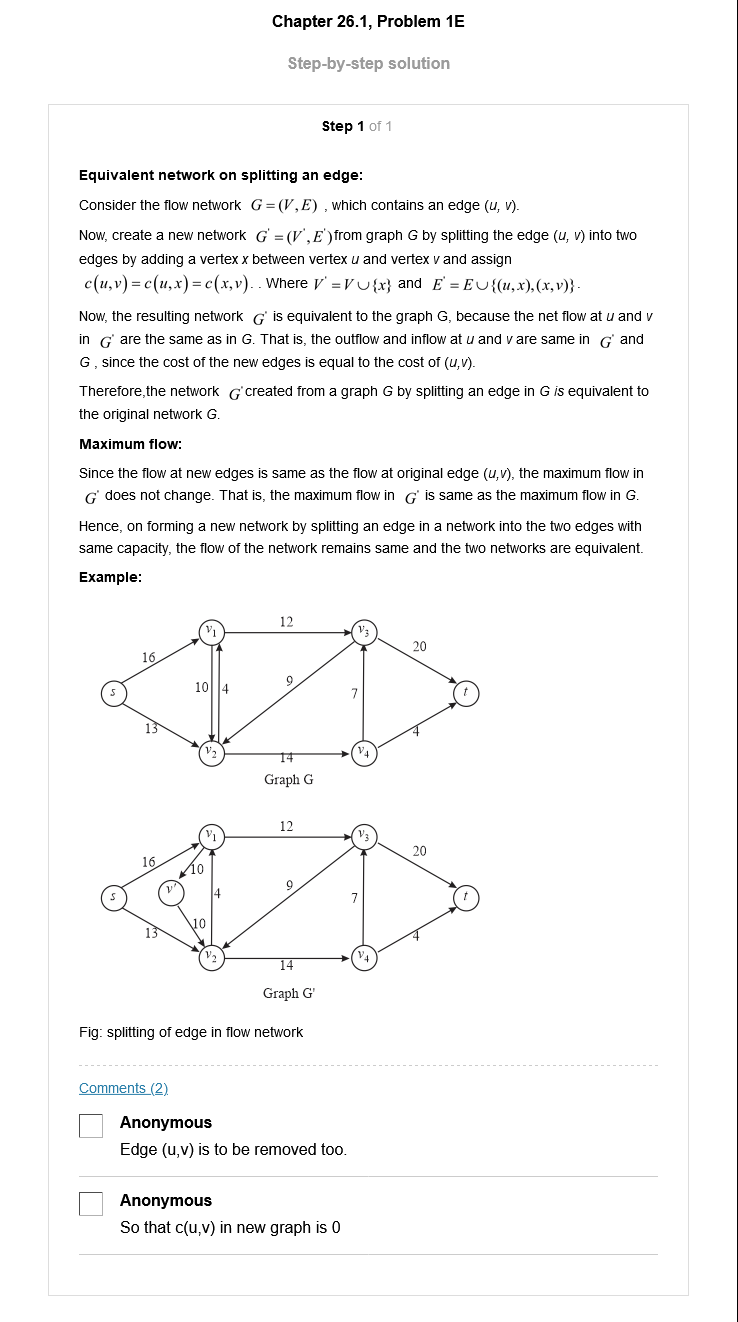 Chapter 26.1, Problem 1E
Step-by-step solution
Step 1 of 1
Equivalent network on splitting an edge:
Consider the flow network G=(V,E) , which contains an edge (u, v).
Now, create a new network G'=(V',E')from graph G by splitting the edge (u, v) into two
edges by adding a vertex x between vertex u and vertex v and assign
c(u,v)=c(u,x)=c(x,v). . Where V'=V∪{x} and E'=E∪{(u,x),(x,v)}.
Now, the resulting network G' is equivalent to the graph G, because the net flow at u and v
in G' are the same as in G. That is, the outflow and inflow at u and v are same in G' and
G , since the cost of the new edges is equal to the cost of (u,v).
Therefore,the network G'created from a graph G by splitting an edge in G is equivalent to
the original network G.
Maximum flow:
Since the flow at new edges is same as the flow at original edge (u,v), the maximum flow in
G' does not change. That is, the maximum flow in G' is same as the maximum flow in G.
Hence, on forming a new network by splitting an edge in a network into the two edges with
same capacity, the flow of the network remains same and the two networks are equivalent.
Example:
12
v1 v3
16 20
s 10 4 9 7 t
13 4
v2 14 v4
Graph G
12
v1 v3
16 10 20
s v' 4 9 7 t
13 10 4
v2 14 v4
Graph G'
Fig: splitting of edge in flow network
Comments (2)
Anonymous
Edge (u,v) is to be removed too.
Anonymous
So that c(u,v) in new graph is 0